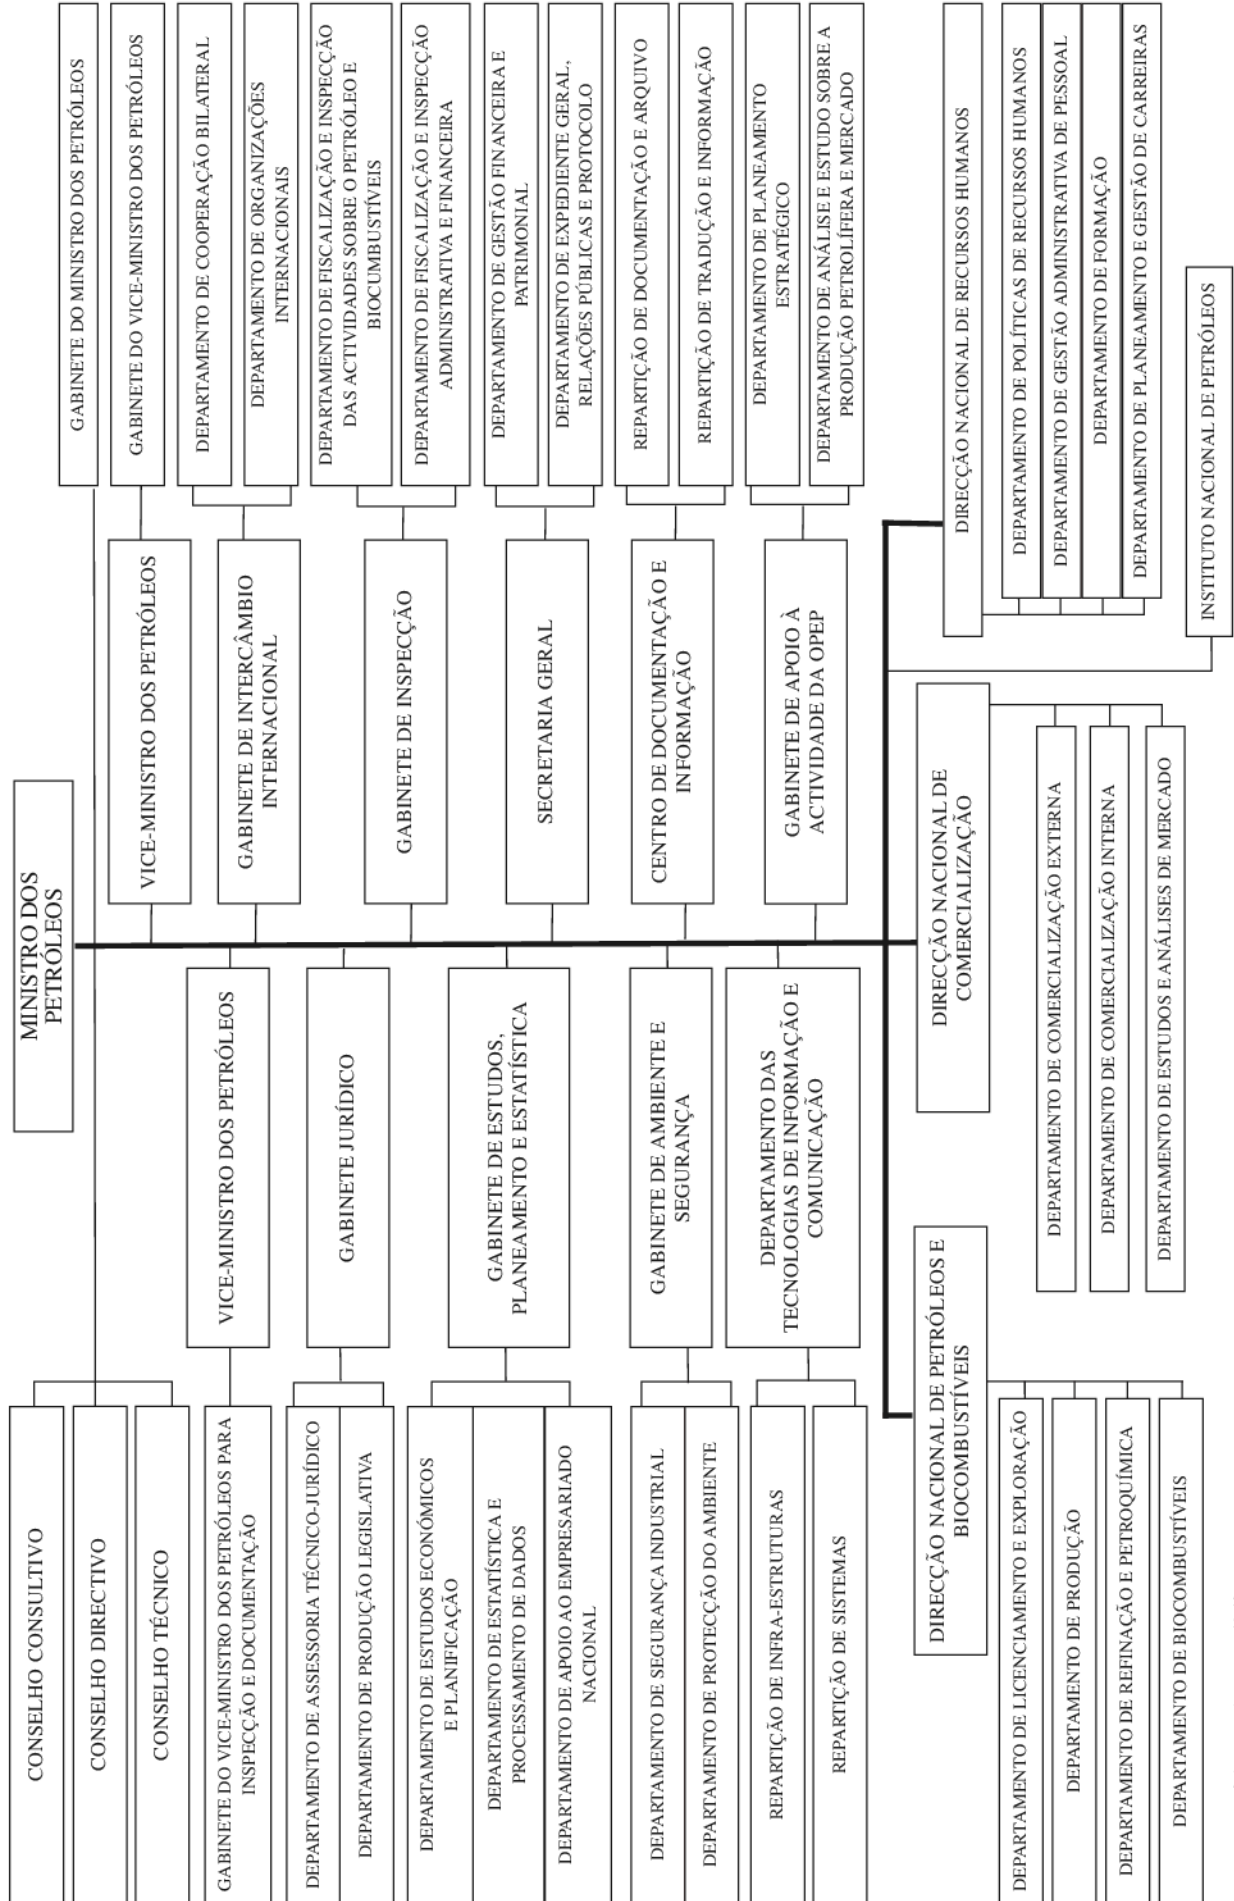 MINISTRO DOS
PETRÓLEOS
CONSELHO CONSULTIVO
CONSELHO DIRECTIVO
CONSELHO TÉCNICO
GABINETE DO MINISTRO DOS PETRÓLEOS
VICE-MINISTRO DOS PETRÓLEOS
GABINETE DO VICE-MINISTRO DOS PETRÓLEOS
GABINETE DO VICE-MINISTRO DOS PETRÓLEOS PARA
INSPECÇÃO E DOCUMENTAÇÃO
VICE-MINISTRO DOS PETRÓLEOS
GABINETE DE INTERCÂMBIO
INTERNACIONAL
DEPARTAMENTO DE COOPERAÇÃO BILATERAL
DEPARTAMENTO DE ORGANIZAÇÕES
INTERNACIONAIS
DEPARTAMENTO DE ASSESSORIA TÉCNICO-JURÍDICO
DEPARTAMENTO DE PRODUÇÃO LEGISLATIVA
GABINETE JURÍDICO
GABINETE DE INSPECÇÃO
DEPARTAMENTO DE FISCALIZAÇÃO E INSPECÇÃO
DAS ACTIVIDADES SOBRE O PETRÓLEO E
BIOCUMBUSTÍVEIS
DEPARTAMENTO DE FISCALIZAÇÃO E INSPECÇÃO
ADMINISTRATIVA E FINANCEIRA
DEPARTAMENTO DE ESTUDOS ECONÓMICOS
E PLANIFICAÇÃO
DEPARTAMENTO DE ESTATÍSTICA E
PROCESSAMENTO DE DADOS
DEPARTAMENTO DE APOIO AO EMPRESARIADO
NACIONAL
GABINETE DE ESTUDOS,
PLANEAMENTO E ESTATÍSTICA
SECRETARIA GERAL
DEPARTAMENTO DE GESTÃO FINANCEIRA E
PATRIMONIAL
DEPARTAMENTO DE EXPEDIENTE GERAL,
RELAÇÕES PÚBLICAS E PROTOCOLO
DEPARTAMENTO DE SEGURANÇA INDUSTRIAL
DEPARTAMENTO DE PROTECÇÃO DO AMBIENTE
GABINETE DE AMBIENTE E
SEGURANÇA
CENTRO DE DOCUMENTAÇÃO E
INFORMAÇÃO
REPARTIÇÃO DE DOCUMENTAÇÃO E ARQUIVO
REPARTIÇÃO DE TRADUÇÃO E INFORMAÇÃO
REPARTIÇÃO DE INFRA-ESTRUTURAS
REPARTIÇÃO DE SISTEMAS
DEPARTAMENTO DAS
TECNOLOGIAS DE INFORMAÇÃO E
COMUNICAÇÃO
GABINETE DE APOIO À
ACTIVIDADE DA OPEP
DEPARTAMENTO DE PLANEAMENTO
ESTRATÉGICO
DEPARTAMENTO DE ANÁLISE E ESTUDO SOBRE A
PRODUÇÃO PETROLÍFERA E MERCADO
DIRECÇÃO NACIONAL DE PETRÓLEOS E
BIOCOMBUSTÍVEIS
DEPARTAMENTO DE LICENCIAMENTO E EXPLORAÇÃO
DEPARTAMENTO DE PRODUÇÃO
DEPARTAMENTO DE REFINAÇÃO E PETROQUÍMICA
DEPARTAMENTO DE BIOCOMBUSTÍVEIS
DIRECÇÃO NACIONAL DE
COMERCIALIZAÇÃO
DEPARTAMENTO DE COMERCIALIZAÇÃO EXTERNA
DEPARTAMENTO DE COMERCIALIZAÇÃO INTERNA
DEPARTAMENTO DE ESTUDOS E ANÁLISES DE MERCADO
DIRECÇÃO NACIONAL DE RECURSOS HUMANOS
DEPARTAMENTO DE POLÍTICAS DE RECURSOS HUMANOS
DEPARTAMENTO DE GESTÃO ADMINISTRATIVA DE PESSOAL
DEPARTAMENTO DE FORMAÇÃO
DEPARTAMENTO DE PLANEAMENTO E GESTÃO DE CARREIRAS
INSTITUTO NACIONAL DE PETRÓLEOS